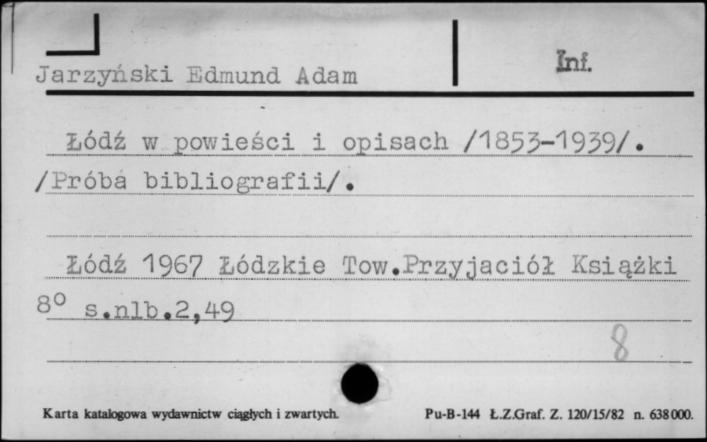 Inf.
Jarzyński Edmund Adam
Łódź w powieści i opisach /1853-1939/.
/Próba bibliografii/.
Łódź 1967 Łódzkie Tow.Przyjaciół Książki
8° s.nlb.2,49
8
Karta katalogowa wydawnictw ciągłych i zwartych. Pu-B-144 Ł.Z.Graf. Z. 120/15/82 n. 638000.